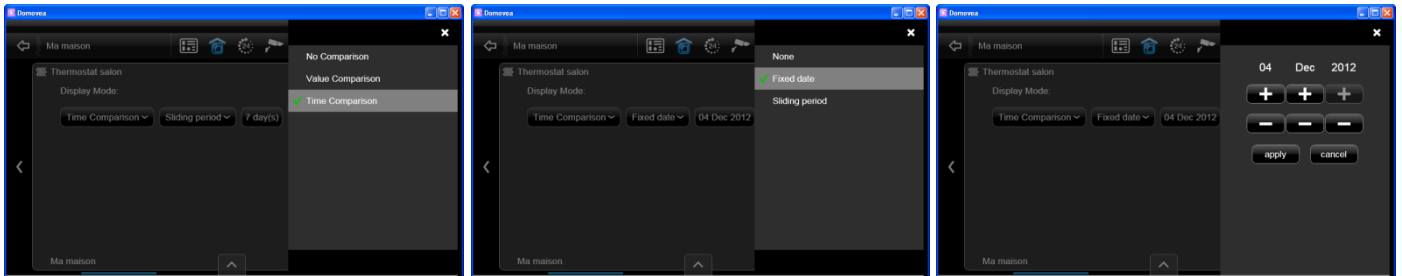 Domovea
Ma maison
24
No Comparison
Thermostat salon
Value Comparison
Display Mode:
Time Comparison
Time Comparison
Sliding period
7 day(s)
Ma maison
Domovea
Ma maison
24
None
Thermostat salon
Fixed date
Display Mode:
Sliding period
Time Comparison
Fixed date
04 Dec 2012
Ma maison
Domovea
Ma maison
24
04 Dec 2012
Thermostat salon
Display Mode:
Time Comparison
Fixed date
04 Dec 2012
apply
cancel
Ma maison